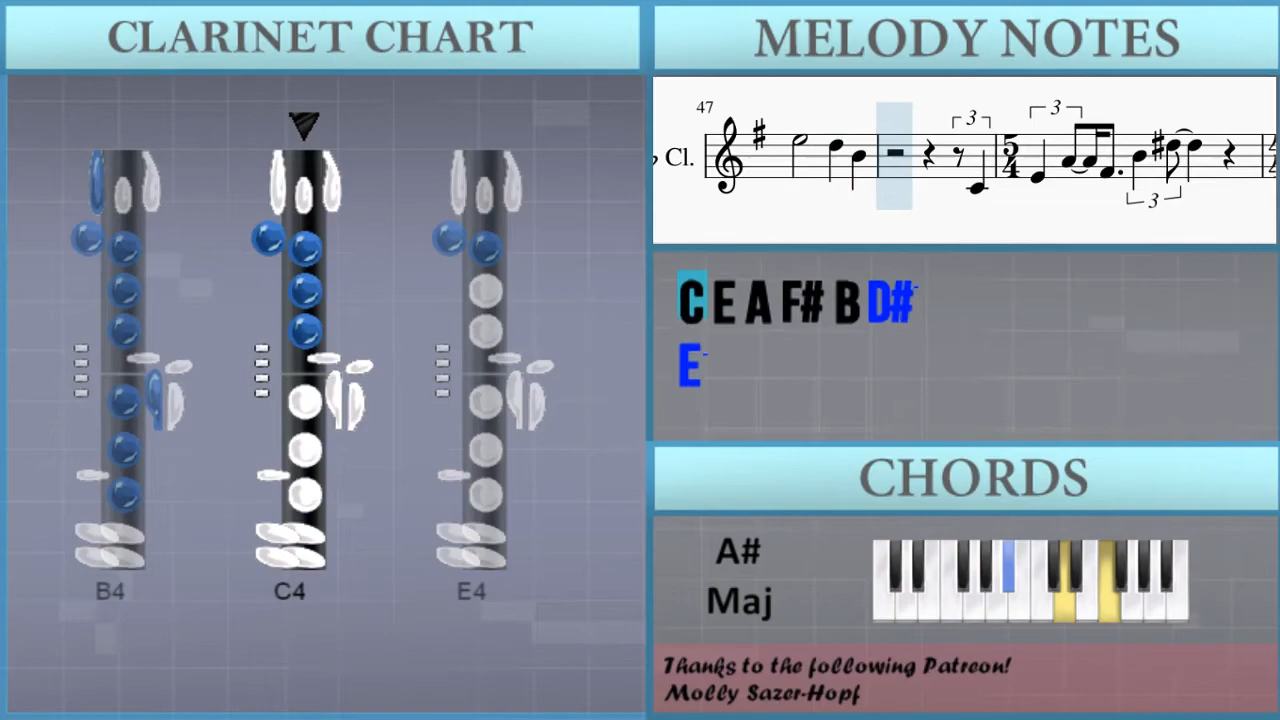 CLARINET CHART
B4 C4 E4
MELODY NOTES
47
Cl.
3 3
5
4
3
C E A F# B D#-
E-
CHORDS
A#
Maj
Thanks to the following Patreon!
Molly Sazer-Hopf